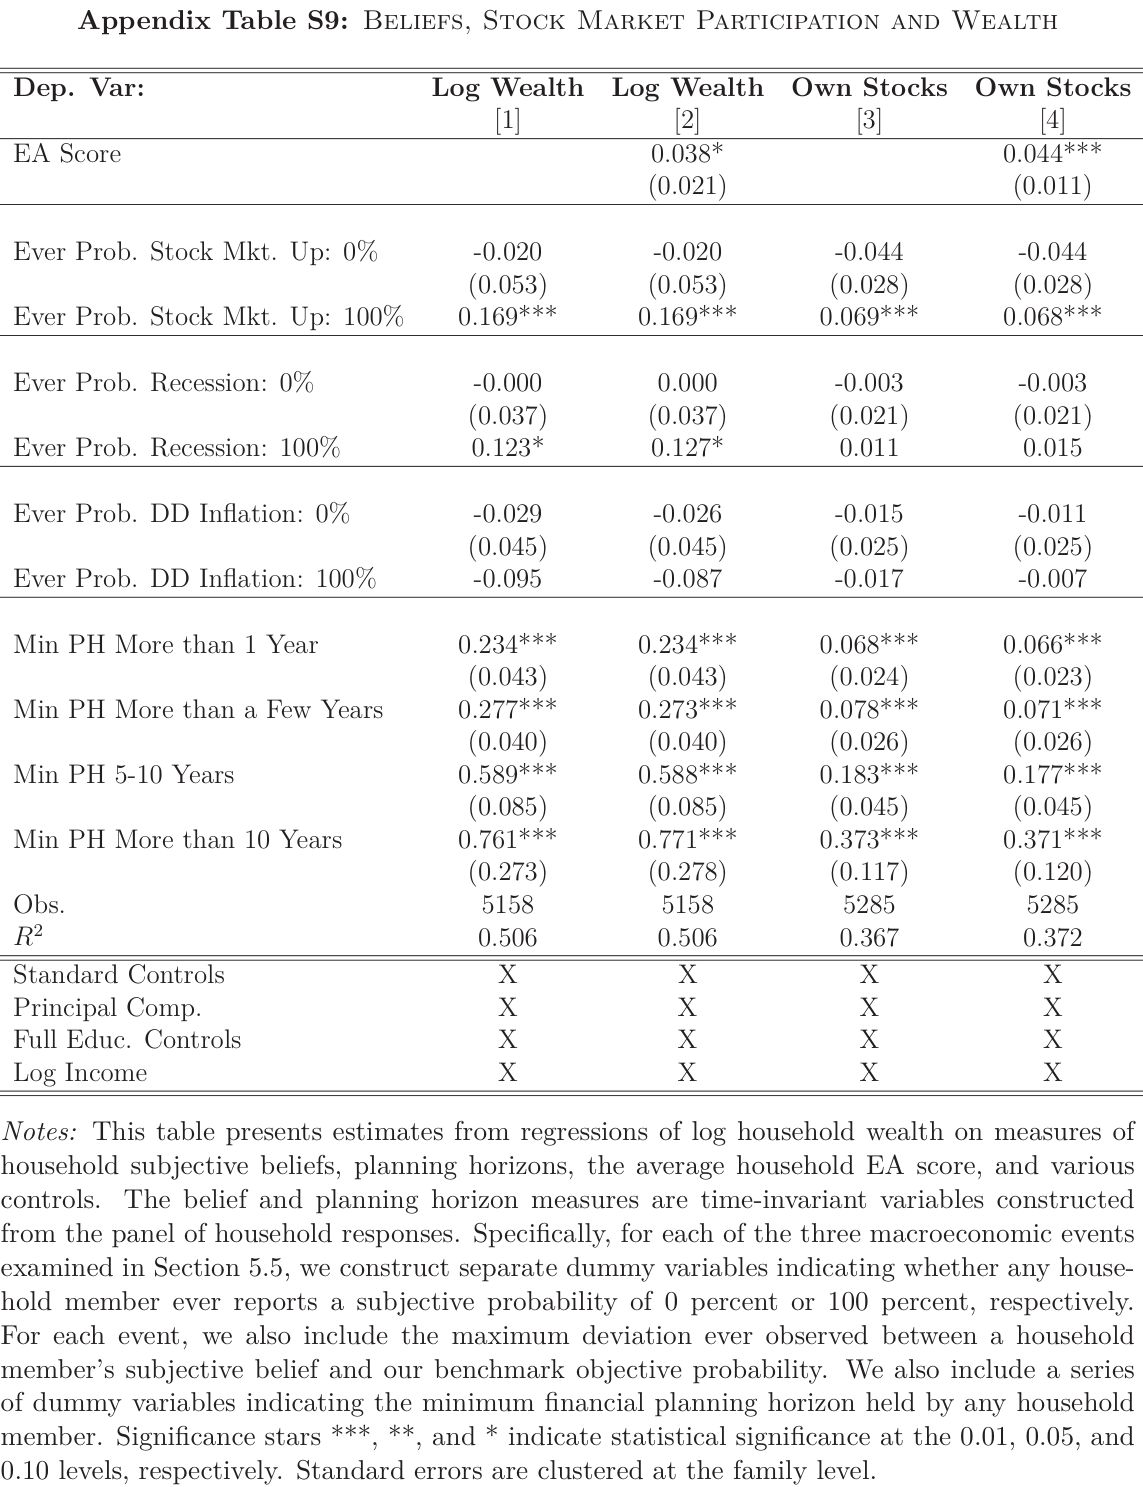 Appendix Table S9: Beliefs, Stock Market Participation and Wealth
Dep. Var: Log Wealth Log Wealth Own Stocks Own Stocks
[1] [2] [3] [4]
EA Score 0.038* 0.044***
(0.021) (0.011)
Ever Prob. Stock Mkt. Up: 0% -0.020 -0.020 -0.044 -0.044
(0.053) (0.053) (0.028) (0.028)
Ever Prob. Stock Mkt. Up: 100% 0.169*** 0.169*** 0.069*** 0.068***
Ever Prob. Recession: 0% -0.000 0.000 -0.003 -0.003
(0.037) (0.037) (0.021) (0.021)
Ever Prob. Recession: 100% 0.123* 0.127* 0.011 0.015
Ever Prob. DD Inflation: 0% -0.029 -0.026 -0.015 -0.011
(0.045) (0.045) (0.025) (0.025)
Ever Prob. DD Inflation: 100% -0.095 -0.087 -0.017 -0.007
Min PH More than 1 Year 0.234*** 0.234*** 0.068*** 0.066***
(0.043) (0.043) (0.024) (0.023)
Min PH More than a Few Years 0.277*** 0.273*** 0.078*** 0.071***
(0.040) (0.040) (0.026) (0.026)
Min PH 5-10 Years 0.589*** 0.588*** 0.183*** 0.177***
(0.085) (0.085) (0.045) (0.045)
Min PH More than 10 Years 0.761*** 0.771*** 0.373*** 0.371***
(0.273) (0.278) (0.117) (0.120)
Obs. 5158 5158 5285 5285
R² 0.506 0.506 0.367 0.372
Standard Controls X X X X
Principal Comp. X X X X
Full Educ. Controls X X X X
Log Income X X X X
Notes: This table presents estimates from regressions of log household wealth on measures of
household subjective beliefs, planning horizons, the average household EA score, and various
controls. The belief and planning horizon measures are time-invariant variables constructed
from the panel of household responses. Specifically, for each of the three macroeconomic events
examined in Section 5.5, we construct separate dummy variables indicating whether any house-
hold member ever reports a subjective probability of 0 percent or 100 percent, respectively.
For each event, we also include the maximum deviation ever observed between a household
member's subjective belief and our benchmark objective probability. We also include a series
of dummy variables indicating the minimum financial planning horizon held by any household
member. Significance stars ***, **, and * indicate statistical significance at the 0.01, 0.05, and
0.10 levels, respectively. Standard errors are clustered at the family level.